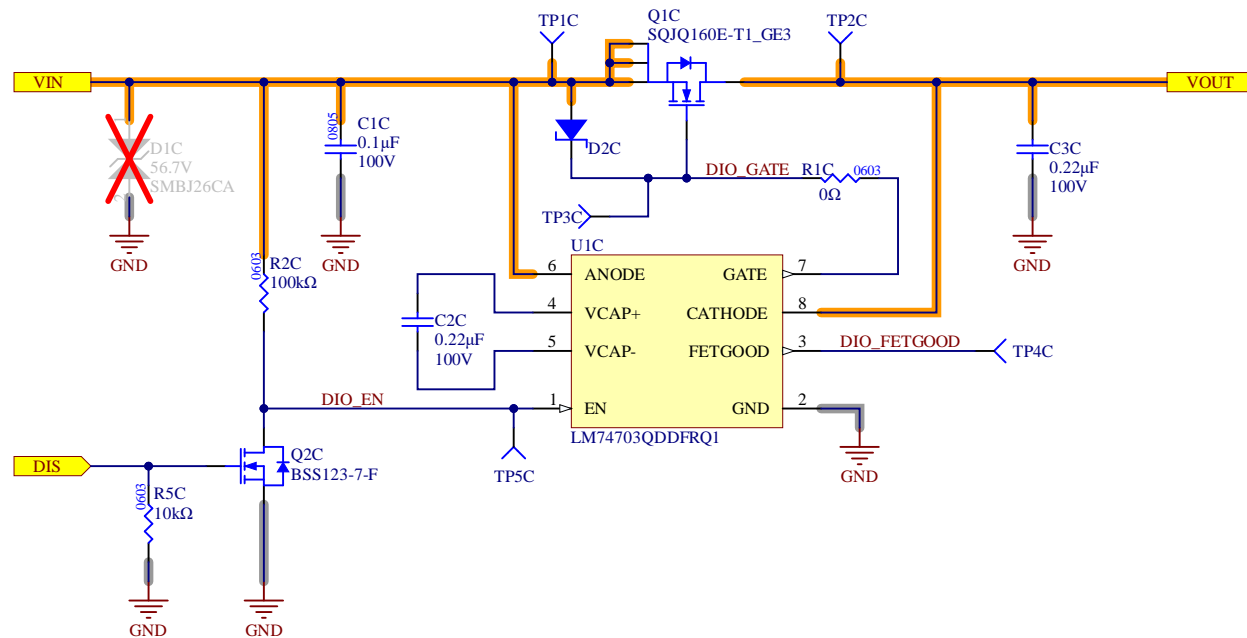 TP1C
Q1C
SQJQ160E-T1_GE3
TP2C
VIN
VOUT
D1C
56.7V
SMBJ26CA
0805
C1C
0.1µF
100V
D2C
DIO_GATE
R1C
0603
0Ω
C3C
0.22µF
100V
TP3C
GND
GND
GND
U1C
0603
R2C
100kΩ
6
ANODE
GATE
7
4
VCAP+
CATHODE
8
C2C
0.22µF
100V
5
VCAP-
FETGOOD
3
DIO_FETGOOD
TP4C
DIO_EN
1
EN
GND
2
LM74703QDDFRQ1
GND
DIS
Q2C
BSS123-7-F
TP5C
0603
R5C
10kΩ
GND
GND